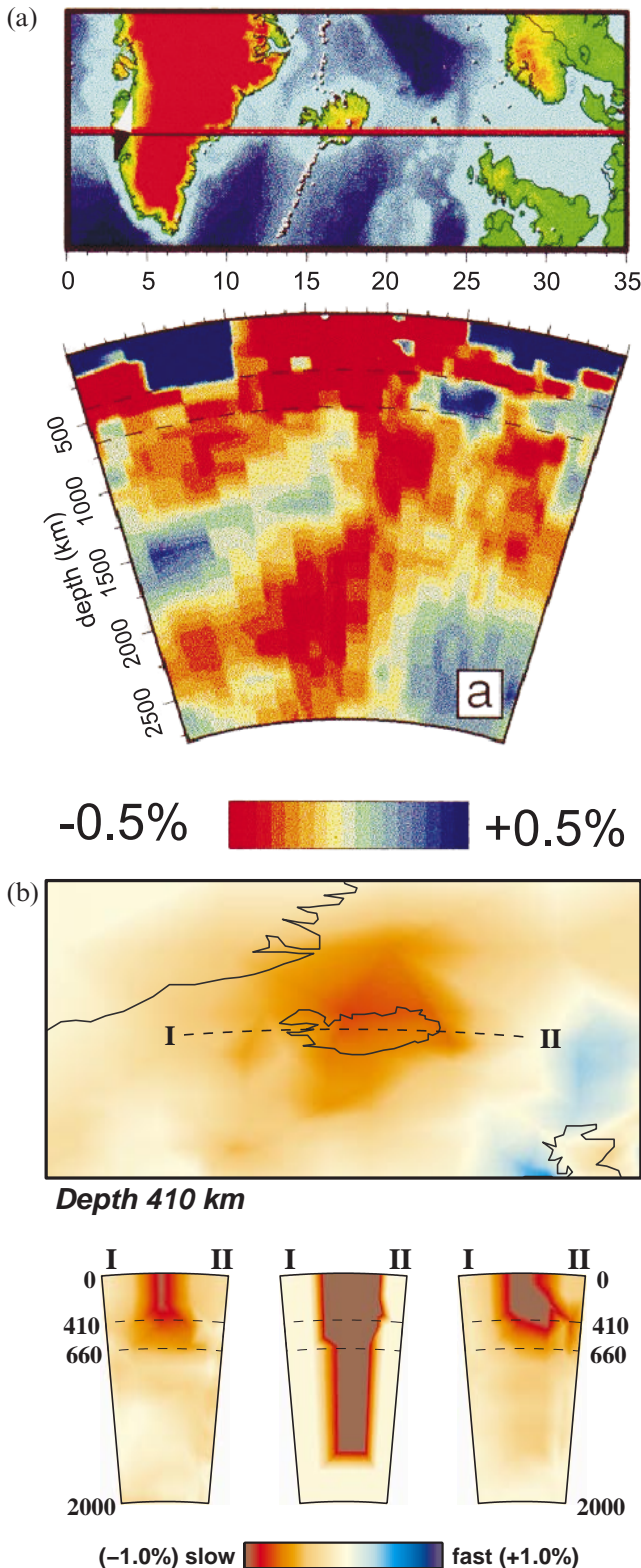 (a)
0 5 10 15 20 25 30 35
500
1000
1500
2000
2500
depth (km)
a
-0.5% +0.5%
(b)
I II
Depth 410 km
I II I II I II
0 0
410 410
660 660
2000 2000
(−1.0%) slow fast (+1.0%)